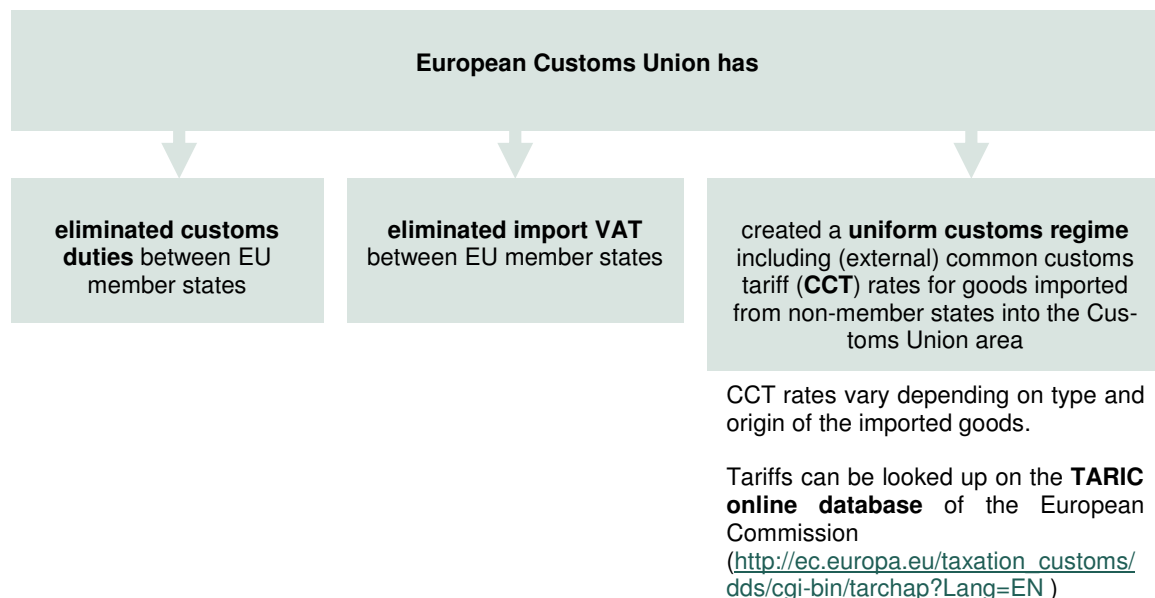 European Customs Union has
eliminated customs
duties between EU
member states
eliminated import VAT
between EU member states
created a uniform customs regime
including (external) common customs
tariff (CCT) rates for goods imported
from non-member states into the Cus-
toms Union area
CCT rates vary depending on type and
origin of the imported goods.
Tariffs can be looked up on the TARIC
online database of the European
Commission
(http://ec.europa.eu/taxation_customs/
dds/cgi-bin/tarchap?Lang=EN )